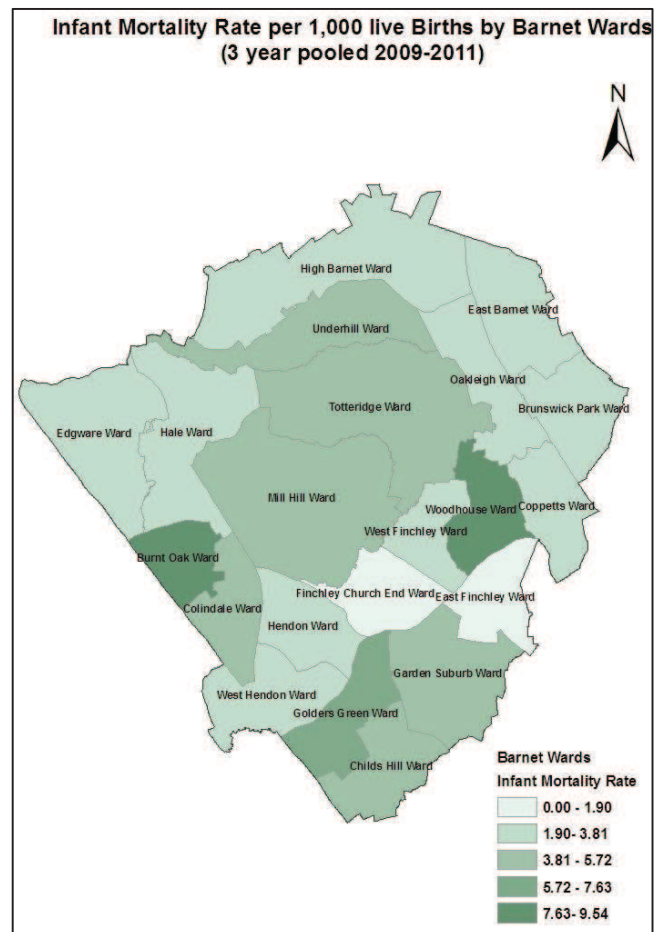 Infant Mortality Rate per 1,000 live Births by Barnet Wards
(3 year pooled 2009-2011)
N
High Barnet Ward
East Barnet Ward
Underhill Ward
Oakleigh Ward
Totteridge Ward
Brunswick Park Ward
Edgware Ward
Hale Ward
Mill Hill Ward
Woodhouse Ward
Coppetts Ward
West Finchley Ward
Burnt Oak Ward
Finchley Church End Ward
East Finchley Ward
Colindale Ward
Hendon Ward
Garden Suburb Ward
West Hendon Ward
Golders Green Ward
Childs Hill Ward
Barnet Wards
Infant Mortality Rate
0.00 - 1.90
1.90- 3.81
3.81 - 5.72
5.72 - 7.63
7.63- 9.54